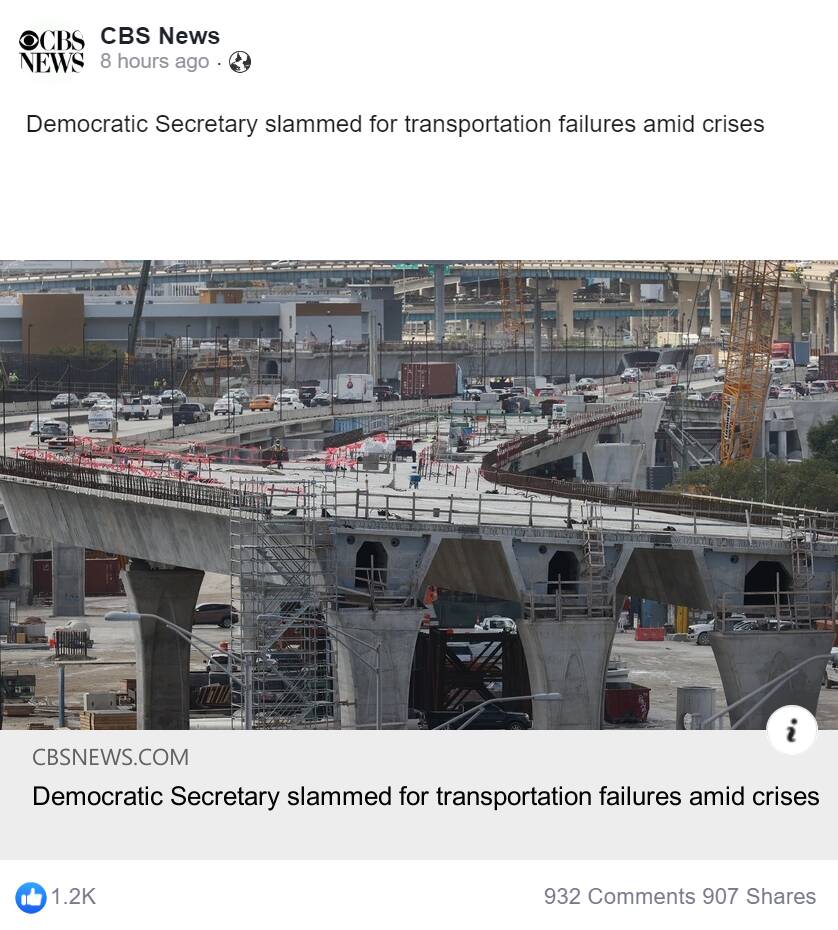 CBS NEWS
CBS News
8 hours ago ·
Democratic Secretary slammed for transportation failures amid crises
CBSNEWS.COM
Democratic Secretary slammed for transportation failures amid crises
1.2K
932 Comments 907 Shares